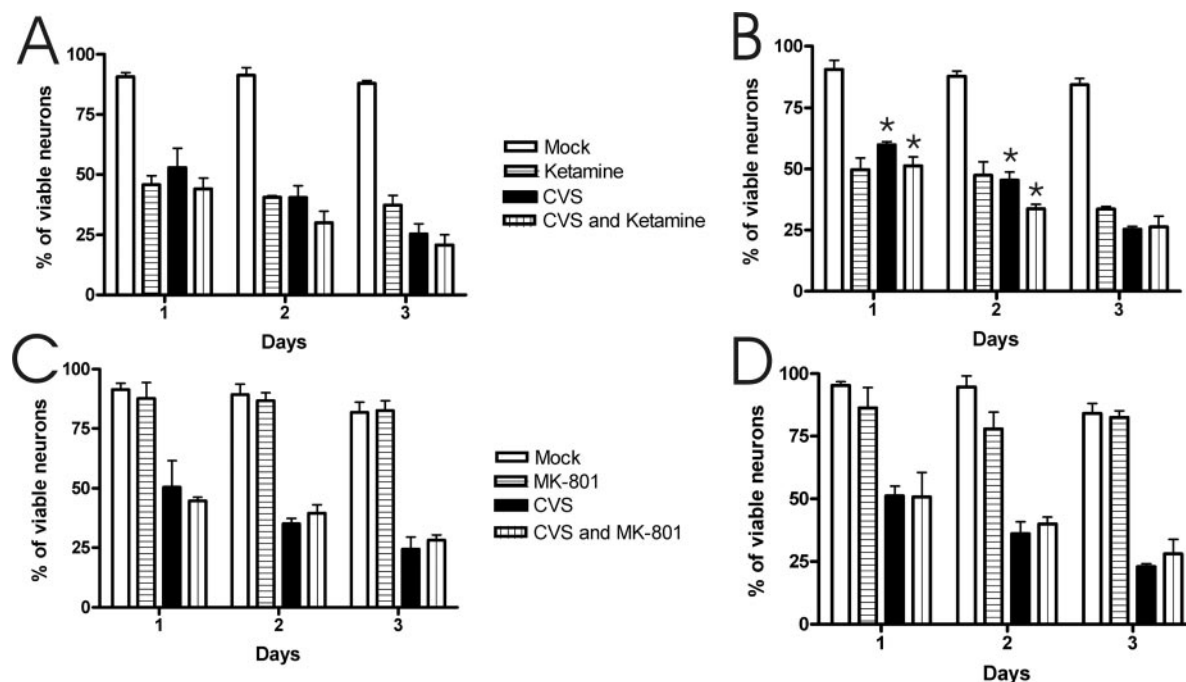 A
B
100
75
50
25
0
% of viable neurons
1 2 3
Days
Mock
Ketamine
CVS
CVS and Ketamine
100
75
50
25
0
% of viable neurons
* * * *
1 2 3
Days
C
D
100
75
50
25
0
% of viable neurons
1 2 3
Days
Mock
MK-801
CVS
CVS and MK-801
100
75
50
25
0
% of viable neurons
1 2 3
Days